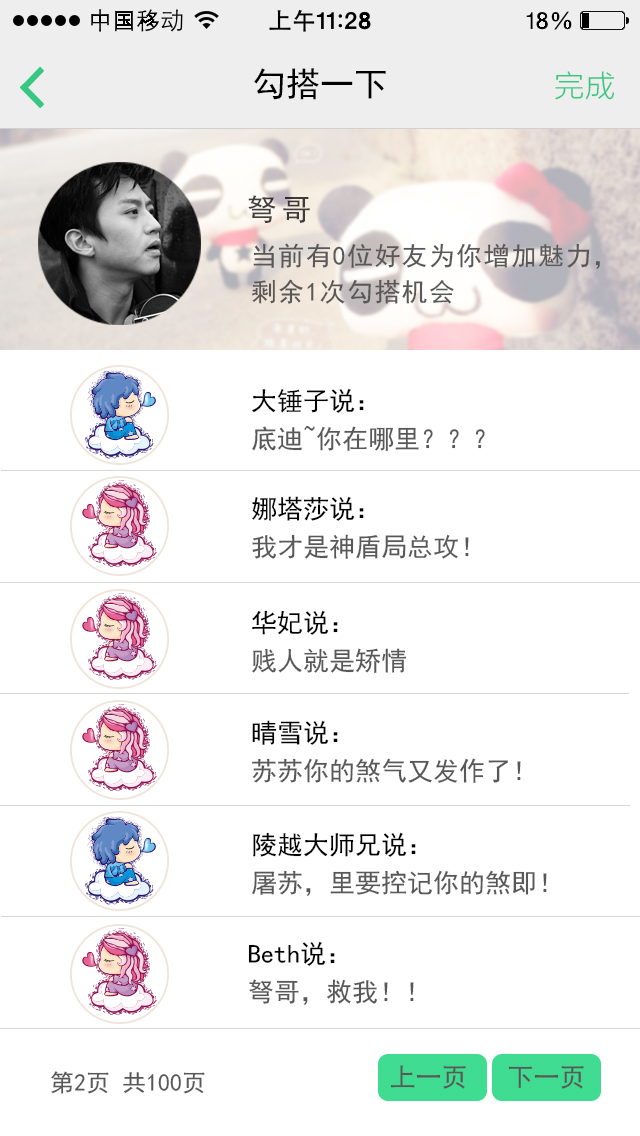 中国移动 上午11:28 18%
勾搭一下 完成
弩哥
当前有0位好友为你增加魅力，
剩余1次勾搭机会
大锤子说：
底迪~你在哪里？？？
娜塔莎说：
我才是神盾局总攻！
华妃说：
贱人就是矫情
晴雪说：
苏苏你的煞气又发作了！
陵越大师兄说：
屠苏，里要控记你的煞即！
Beth说：
弩哥，救我！！
第2页 共100页 上一页 下一页